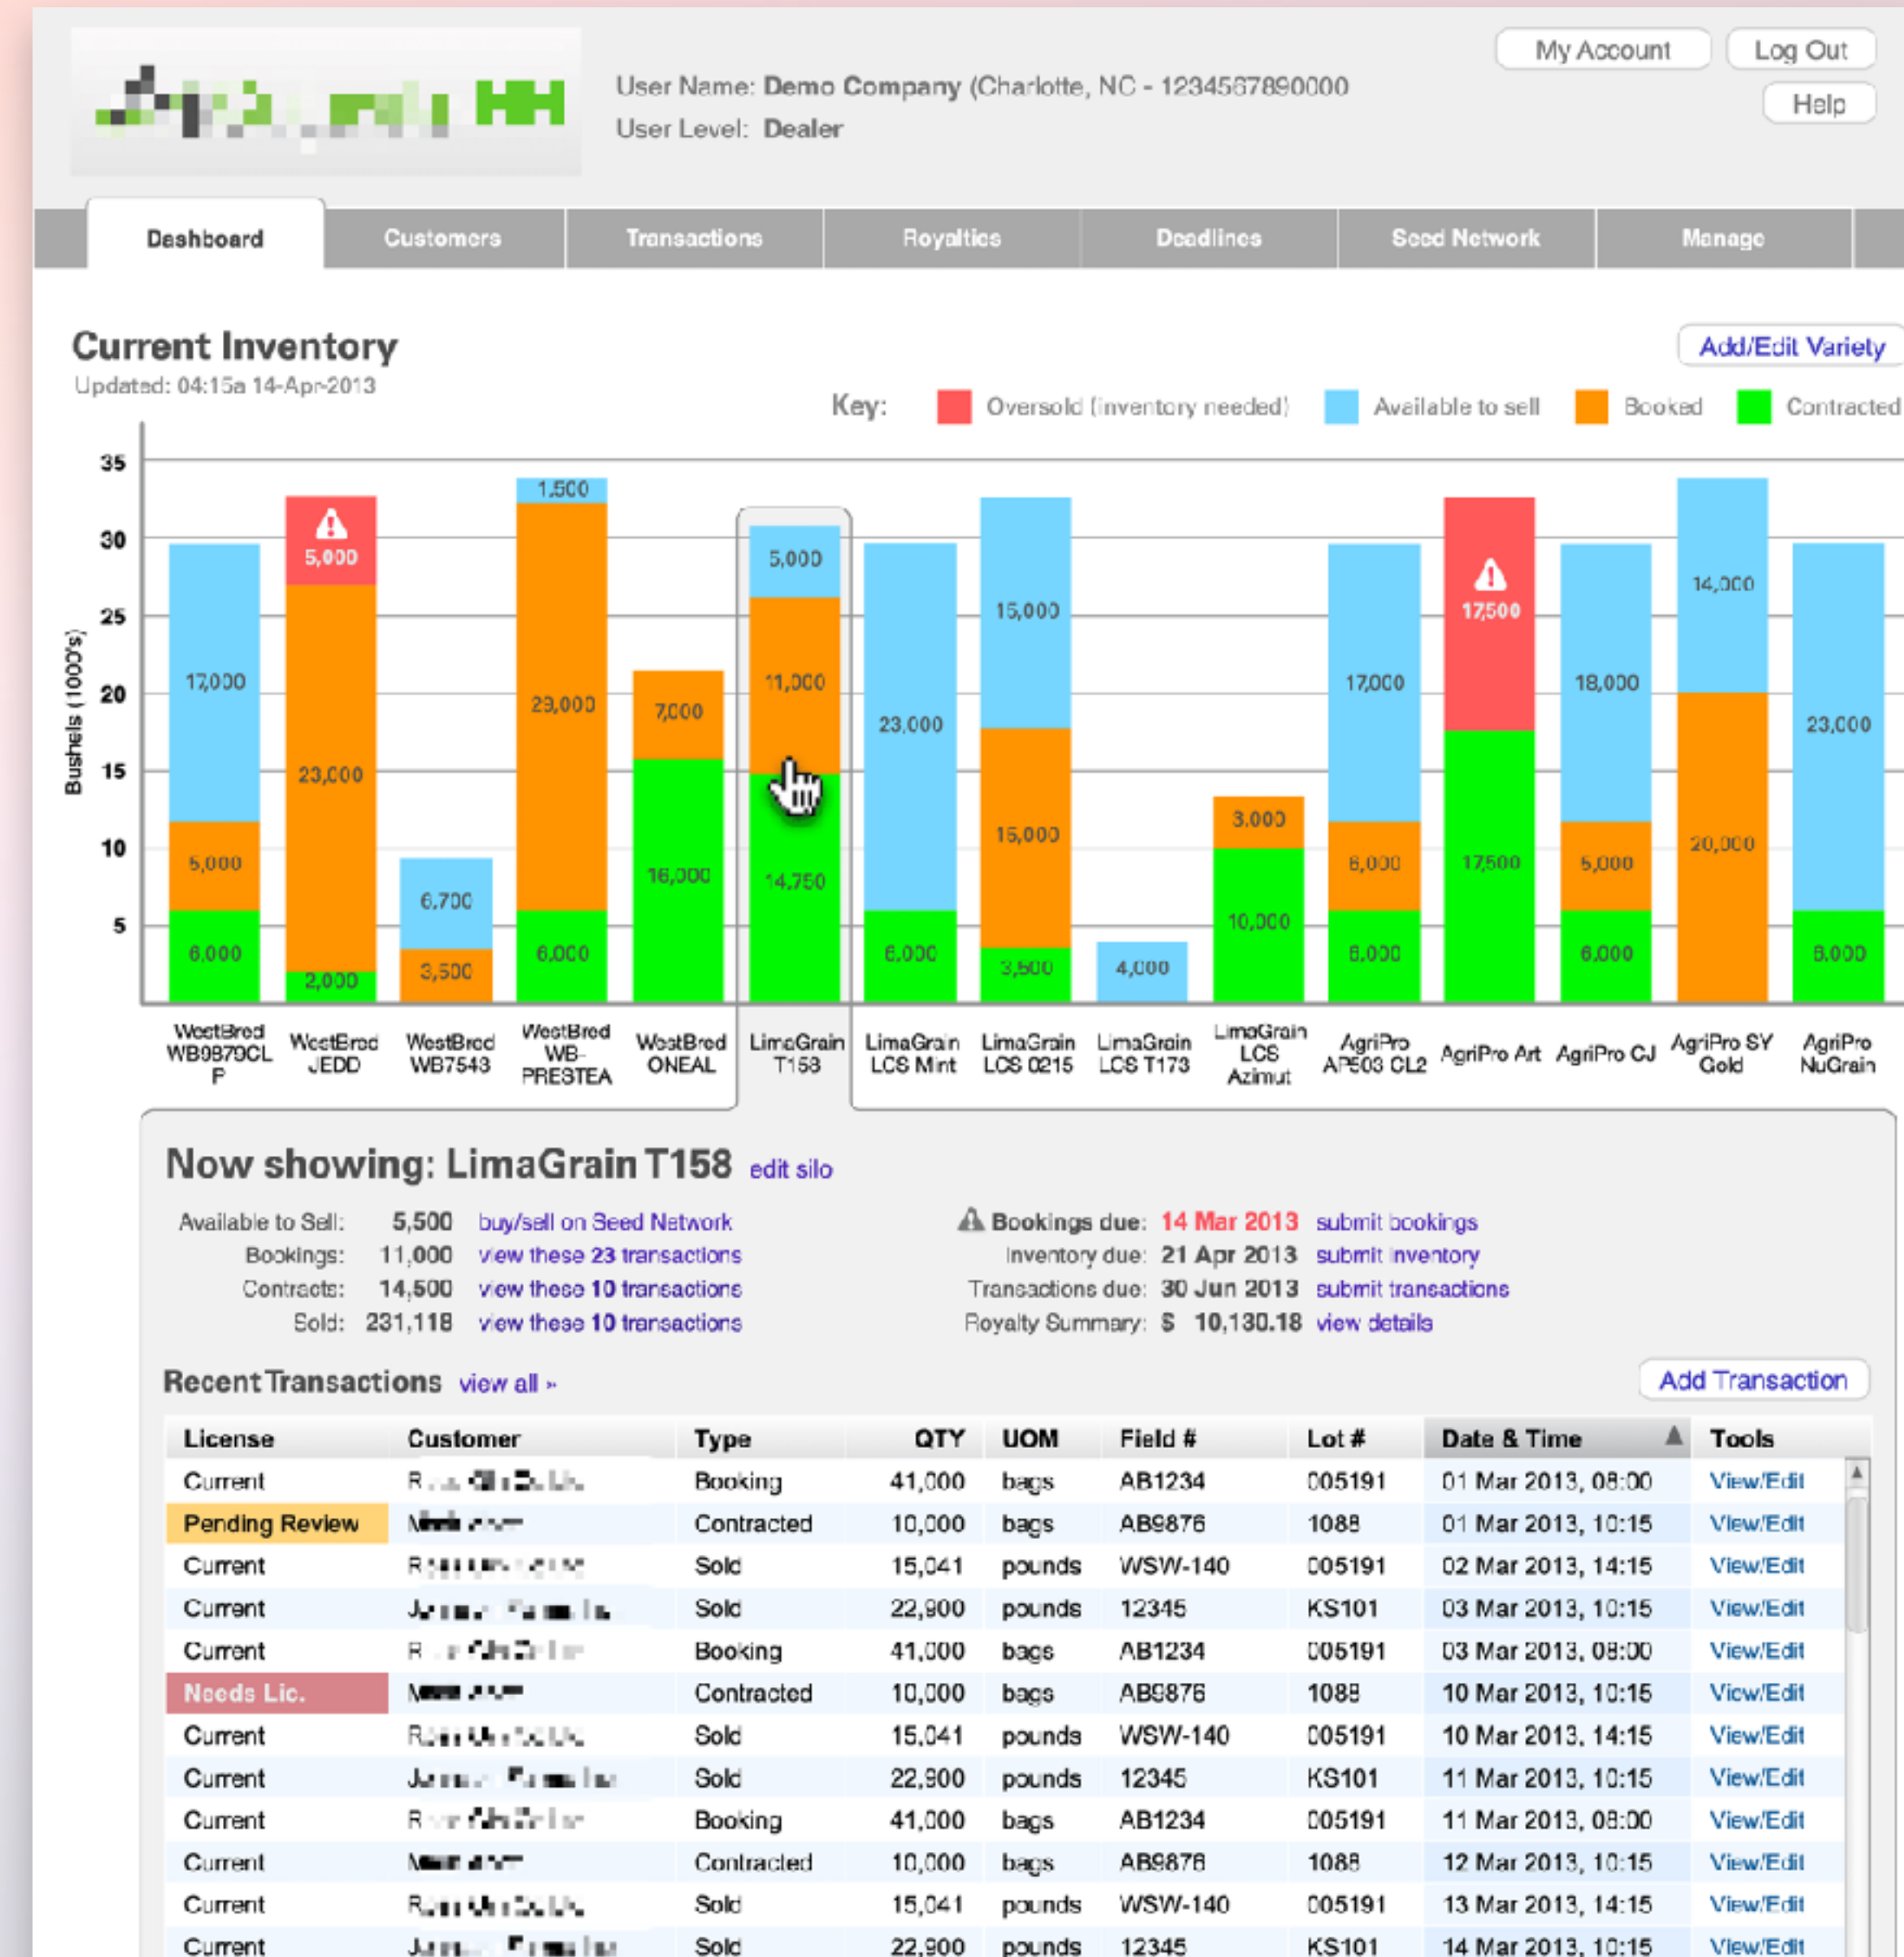 My Account Log Out
User Name: Demo Company (Charlotte, NC - 1234567890000
Help
User Level: Dealer
Dashboard Customers Transactions Royalties Deadlines Seed Network Manage
Current Inventory
Add/Edit Variety
Updated: 04:15a 14-Apr-2013
Key: Oversold (inventory needed) Available to sell Booked Contracted
Bushels (1000's)
35
30
25
20
15
10
5
17,000
5,000
6,000
5,000
23,000
2,000
6,700
3,500
1,500
29,000
6,000
7,000
16,000
5,000
11,000
14,750
23,000
6,000
15,000
15,000
3,500
4,000
3,000
10,000
17,000
6,000
6,000
17,500
17,500
18,000
5,000
6,000
14,000
20,000
23,000
6,000
WestBred
WB9879CL
P
WestBred
JEDD
WestBred
WB7543
WestBred
WB-
PRESTEA
WestBred
ONEAL
LimaGrain
T158
LimaGrain
LCS Mint
LimaGrain
LCS 0215
LimaGrain
LCS T173
LimaGrain
LCS
Azimut
AgriPro
AP503 CL2
AgriPro Art
AgriPro CJ
AgriPro SY
Gold
AgriPro
NuGrain
Now showing: LimaGrain T158 edit silo
Available to Sell: 5,500 buy/sell on Seed Network
Bookings: 11,000 view these 23 transactions
Contracts: 14,500 view these 10 transactions
Sold: 231,118 view these 10 transactions
Bookings due: 14 Mar 2013 submit bookings
Inventory due: 21 Apr 2013 submit inventory
Transactions due: 30 Jun 2013 submit transactions
Royalty Summary: $ 10,130.18 view details
Recent Transactions view all »
Add Transaction
License Customer Type QTY UOM Field # Lot # Date & Time Tools
Current Booking 41,000 bags AB1234 005191 01 Mar 2013, 08:00 View/Edit
Pending Review Contracted 10,000 bags AB9876 1088 01 Mar 2013, 10:15 View/Edit
Current Sold 15,041 pounds WSW-140 005191 02 Mar 2013, 14:15 View/Edit
Current Sold 22,900 pounds 12345 KS101 03 Mar 2013, 10:15 View/Edit
Current Booking 41,000 bags AB1234 005191 03 Mar 2013, 08:00 View/Edit
Needs Lic. Contracted 10,000 bags AB9876 1088 10 Mar 2013, 10:15 View/Edit
Current Sold 15,041 pounds WSW-140 005191 10 Mar 2013, 14:15 View/Edit
Current Sold 22,900 pounds 12345 KS101 11 Mar 2013, 10:15 View/Edit
Current Booking 41,000 bags AB1234 005191 11 Mar 2013, 08:00 View/Edit
Current Contracted 10,000 bags AB9876 1088 12 Mar 2013, 10:15 View/Edit
Current Sold 15,041 pounds WSW-140 005191 13 Mar 2013, 14:15 View/Edit
Current Sold 22,900 pounds 12345 KS101 14 Mar 2013, 10:15 View/Edit